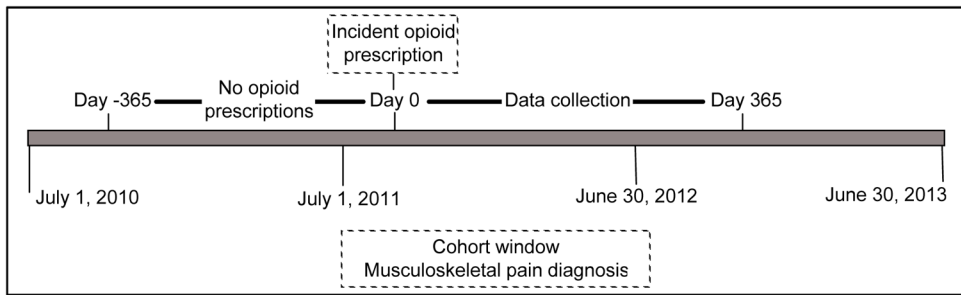 Incident opioid
prescription
Day -365
No opioid
prescriptions
Day 0
Data collection
Day 365
July 1, 2010
July 1, 2011
June 30, 2012
June 30, 2013
Cohort window
Musculoskeletal pain diagnosis